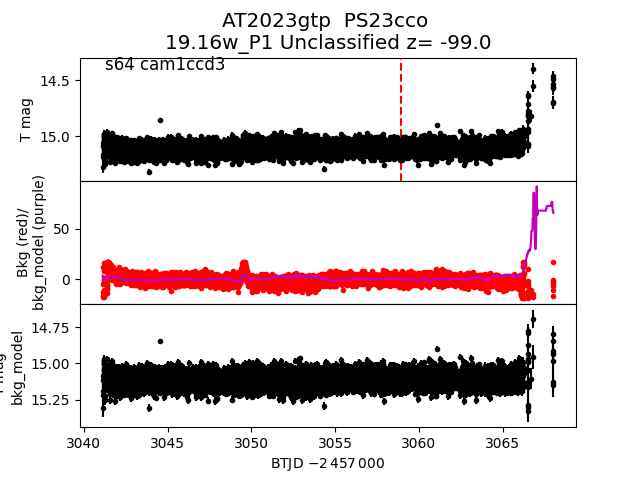 AT2023gtp PS23cco
19.16w_P1 Unclassified z= -99.0
s64 cam1ccd3
T mag
14.5
15.0
Bkg (red)/
bkg_model (purple)
50
0
bkg_model
14.75
15.00
15.25
3040
3045
3050
3055
3060
3065
BTJD −2 457 000